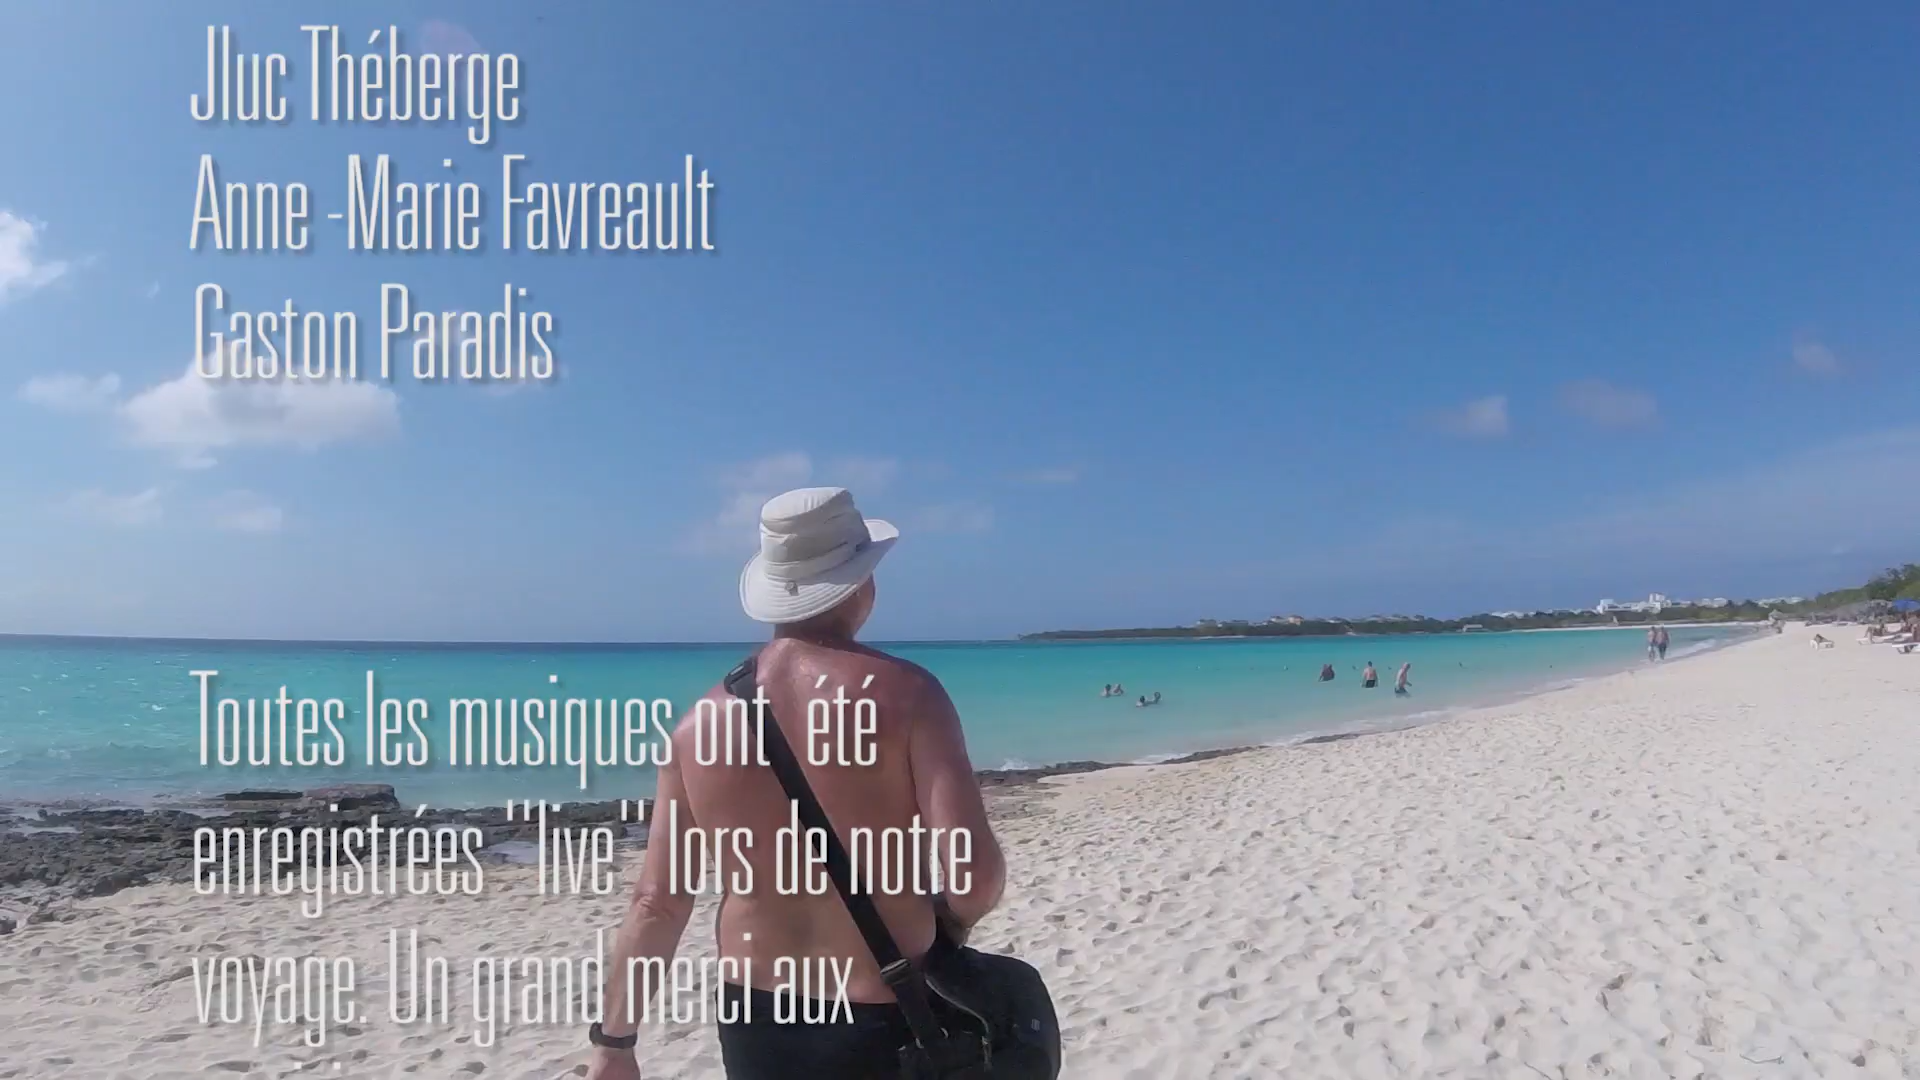 Jluc Théberge
Anne -Marie Favreault
Gaston Paradis
Toutes les musiques ont  été
enregistrées "live" lors de notre
voyage. Un grand merci aux